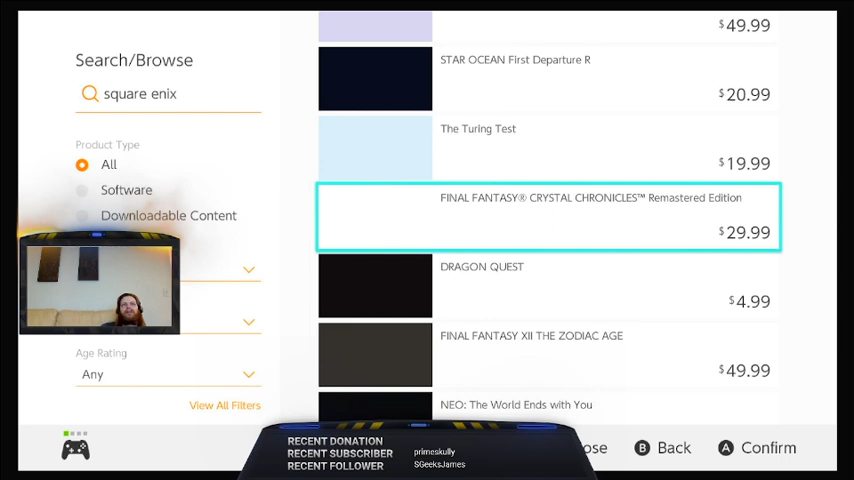 Search/Browse
square enix
Product Type
All
Software
Downloadable Content
Age Rating
Any
View All Filters
$49.99
STAR OCEAN First Departure R
$20.99
The Turing Test
$19.99
FINAL FANTASY® CRYSTAL CHRONICLES™ Remastered Edition
$29.99
DRAGON QUEST
$4.99
FINAL FANTASY XII THE ZODIAC AGE
$49.99
NEO: The World Ends with You
B Back
A Confirm
RECENT DONATION
RECENT SUBSCRIBER primeskully
RECENT FOLLOWER SGeeksJames